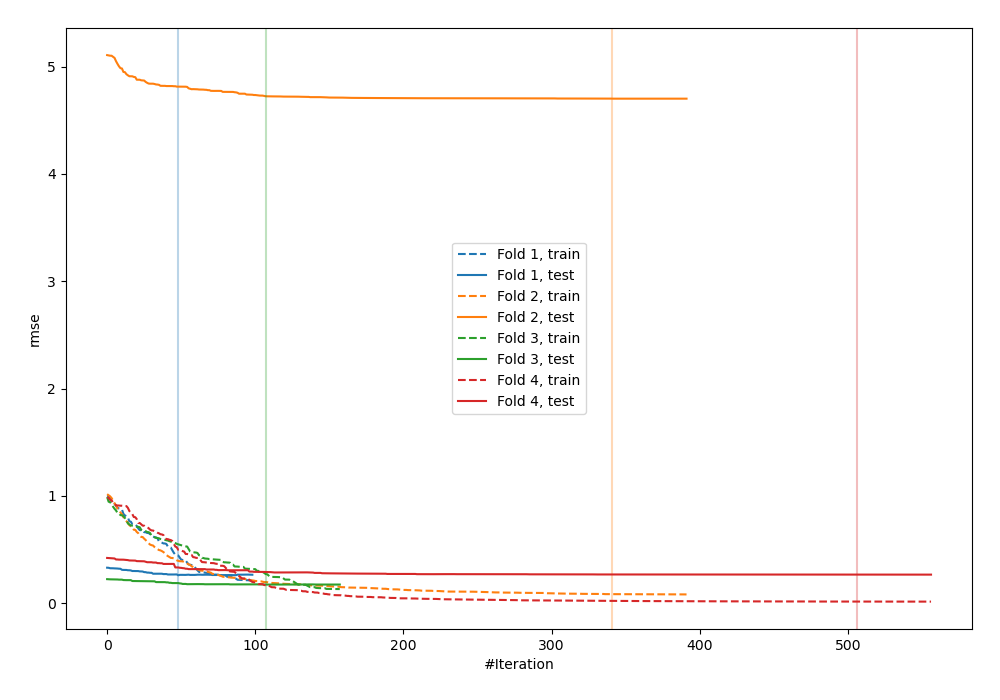 5
4
3
2
1
0
rmse
Fold 1, train
Fold 1, test
Fold 2, train
Fold 2, test
Fold 3, train
Fold 3, test
Fold 4, train
Fold 4, test
0 100 200 300 400 500
#Iteration